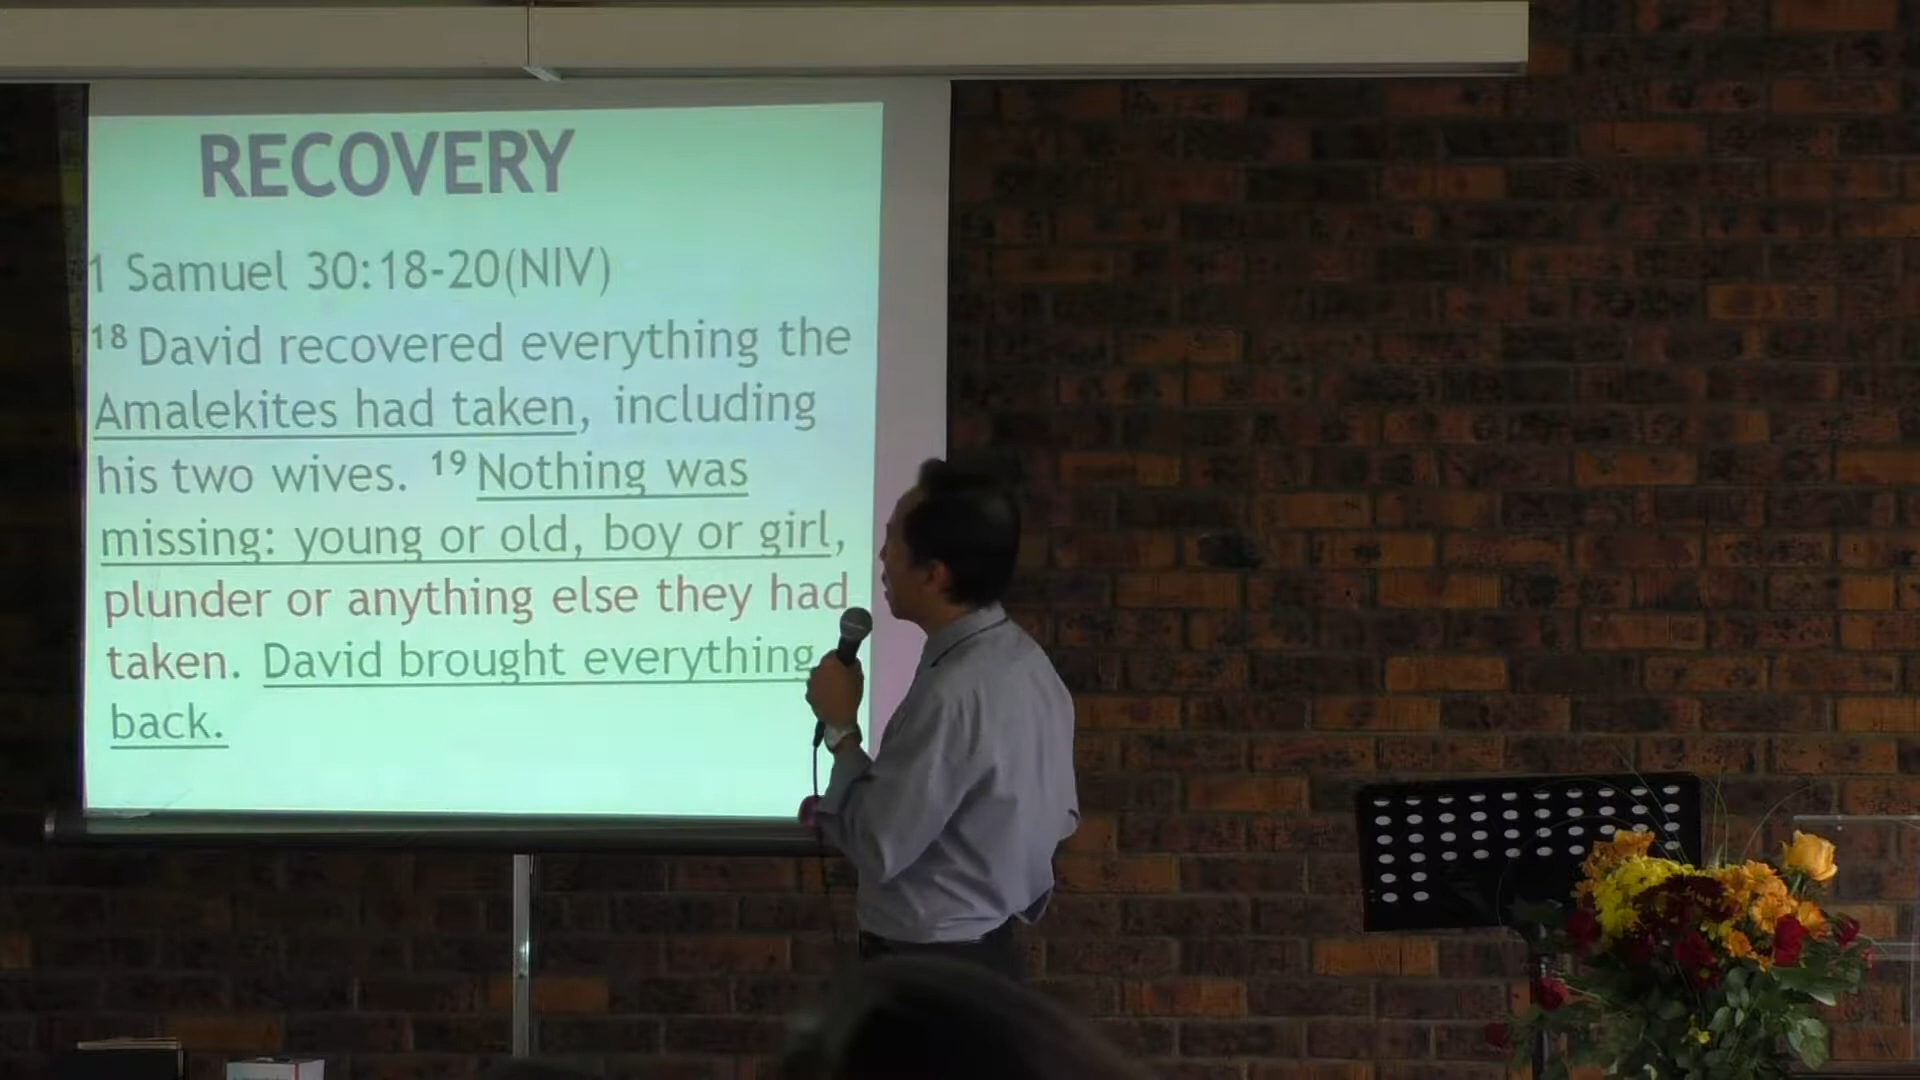 RECOVERY
1 Samuel 30:18-20(NIV)
18 David recovered everything the
Amalekites had taken, including
his two wives. 19 Nothing was
missing: young or old, boy or girl,
plunder or anything else they had
taken. David brought everything
back.